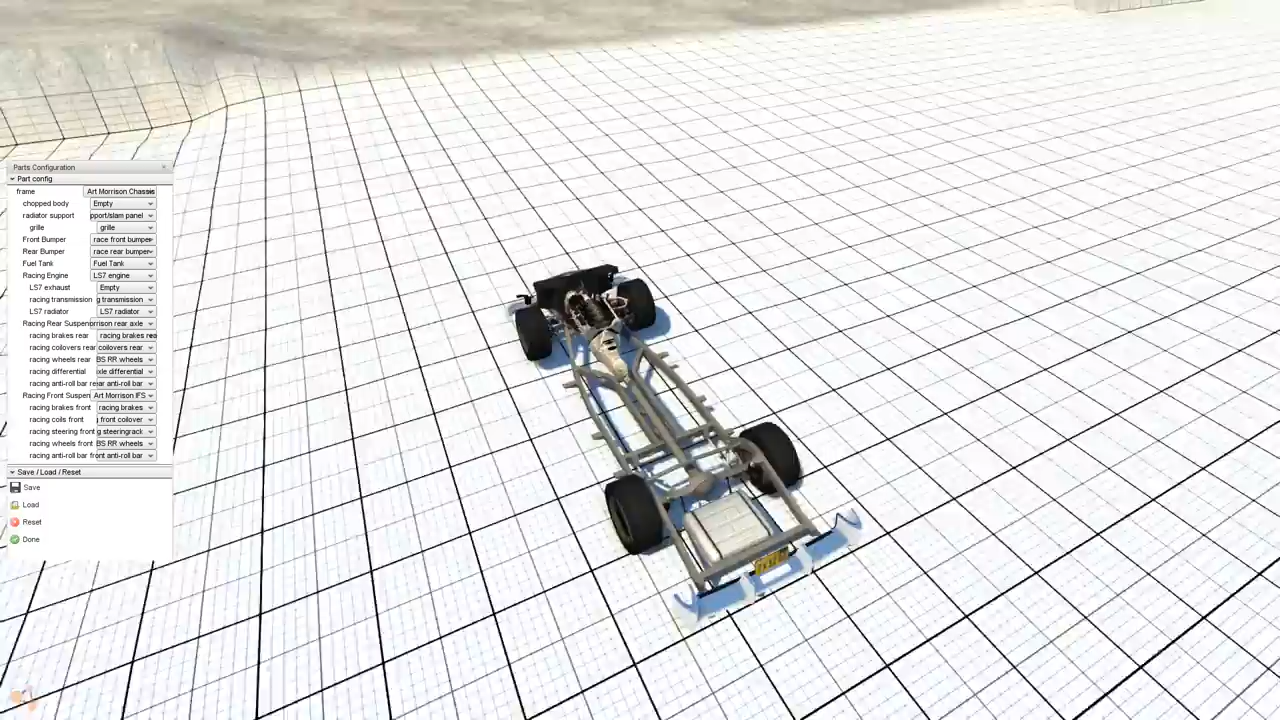 Parts Configuration
Part config
frame Art Morrison Chassis
chopped body Empty
radiator support pport/slam panel
grille grille
Front Bumper race front bumper
Rear Bumper race rear bumper
Fuel Tank Fuel Tank
Racing Engine LS7 engine
LS7 exhaust Empty
racing transmission g transmission
LS7 radiator LS7 radiator
Racing Rear Suspen orrison rear axle
racing brakes rear racing brakes rea
racing coilovers rear coilovers rear
racing wheels rear BS RR wheels
racing differential xle differential
racing anti-roll bar rear anti-roll bar
Racing Front Suspen Art Morrison IFS
racing brakes front racing brakes
racing coils front front coilover
racing steering front g steeringrack
racing wheels front BS RR wheels
racing anti-roll bar front anti-roll bar
Save / Load / Reset
Save
Load
Reset
Done